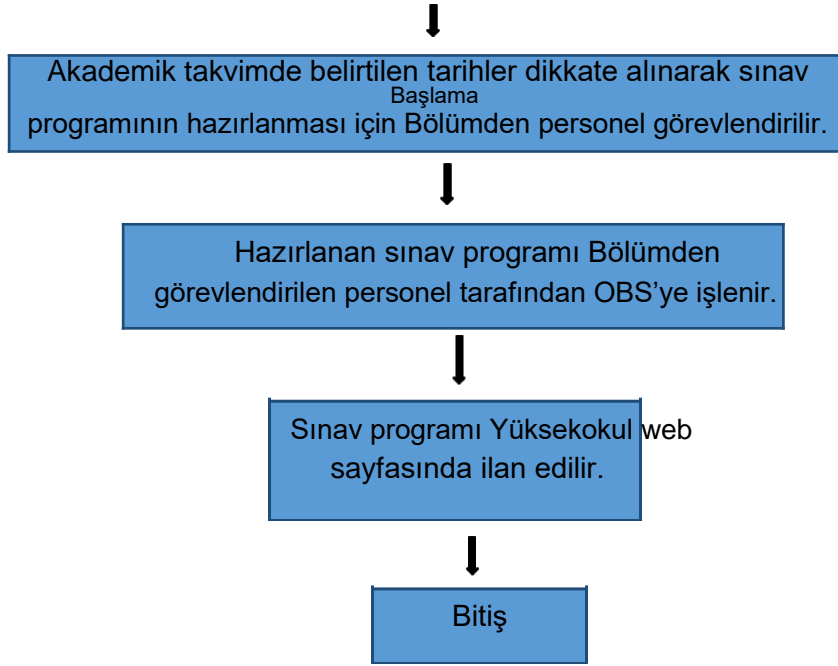 Akademik takvimde belirtilen tarihler dikkate alınarak sınav
Başlama
programının hazırlanması için Bölümden personel görevlendirilir.
Hazırlanan sınav programı Bölümden
görevlendirilen personel tarafından OBS’ye işlenir.
Sınav programı Yüksekokul web
sayfasında ilan edilir.
Bitiş